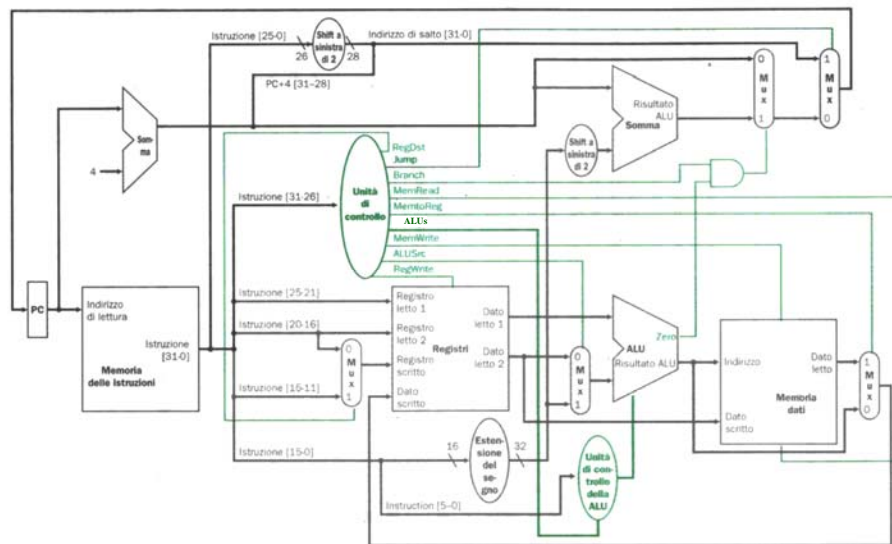 Istruzione [25-0]
26
Shift a
sinistra
di 2
28
Indirizzo di salto [31-0]
PC+4 [31–28]
4
Som-
ma
0
M
u
x
1
1
M
u
x
0
Risultato
ALU
Somma
Shift a
sinistra
di 2
RegDst
Jump
Branch
MemRead
MemtoReg
ALUs
MemWrite
ALUSrc
RegWrite
Unità
di
controllo
Istruzione [31-26]
Istruzione [25-21]
Istruzione [20-16]
Istruzione [15-11]
Istruzione [15-0]
PC
Indirizzo
di lettura
Istruzione
[31-0]
Memoria
delle istruzioni
0
M
u
x
1
Registro
letto 1
Registro
letto 2
Registro
scritto
Dato
scritto
Registri
Dato
letto 1
Dato
letto 2
0
M
u
x
1
Zero
ALU
Risultato ALU
Indirizzo
Dato
letto
Memoria
dati
Dato
scritto
1
M
u
x
0
16
Estensione
del
se-
gno
32
Unità
di con-
trollo
della
ALU
Instruction [5–0]